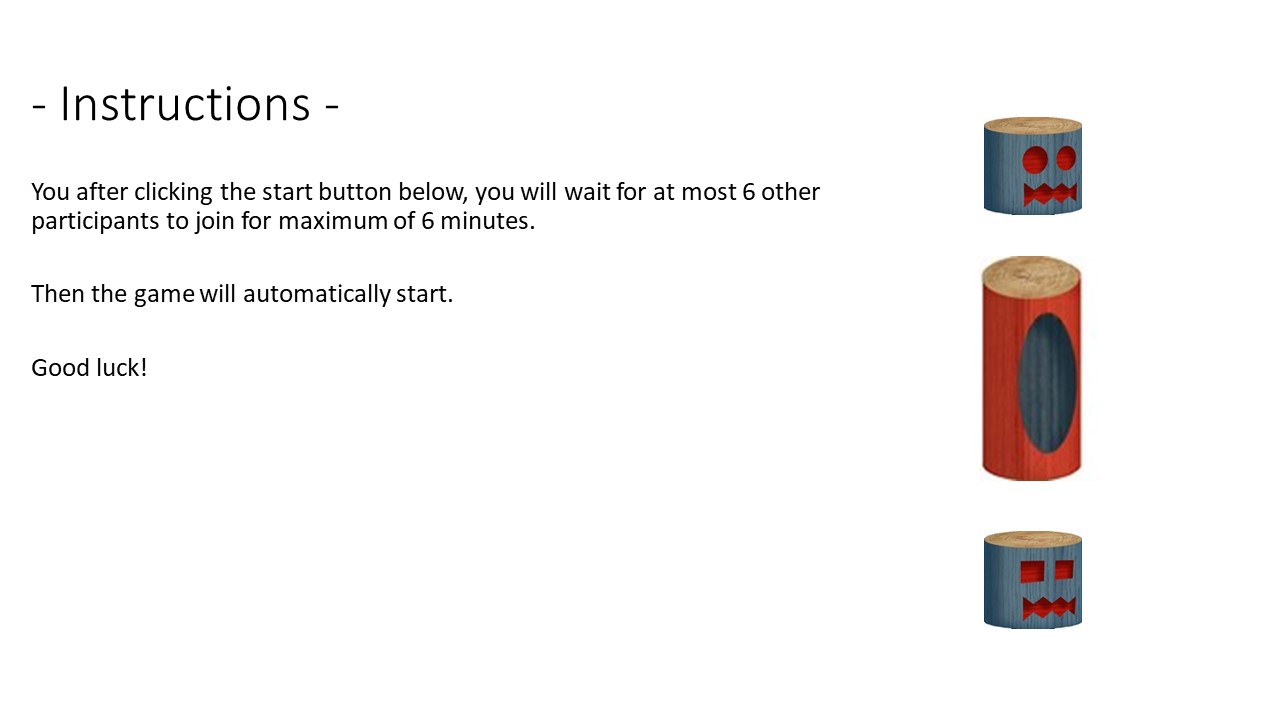 - Instructions -
You after clicking the start button below, you will wait for at most 6 other
participants to join for maximum of 6 minutes.
Then the game will automatically start.
Good luck!